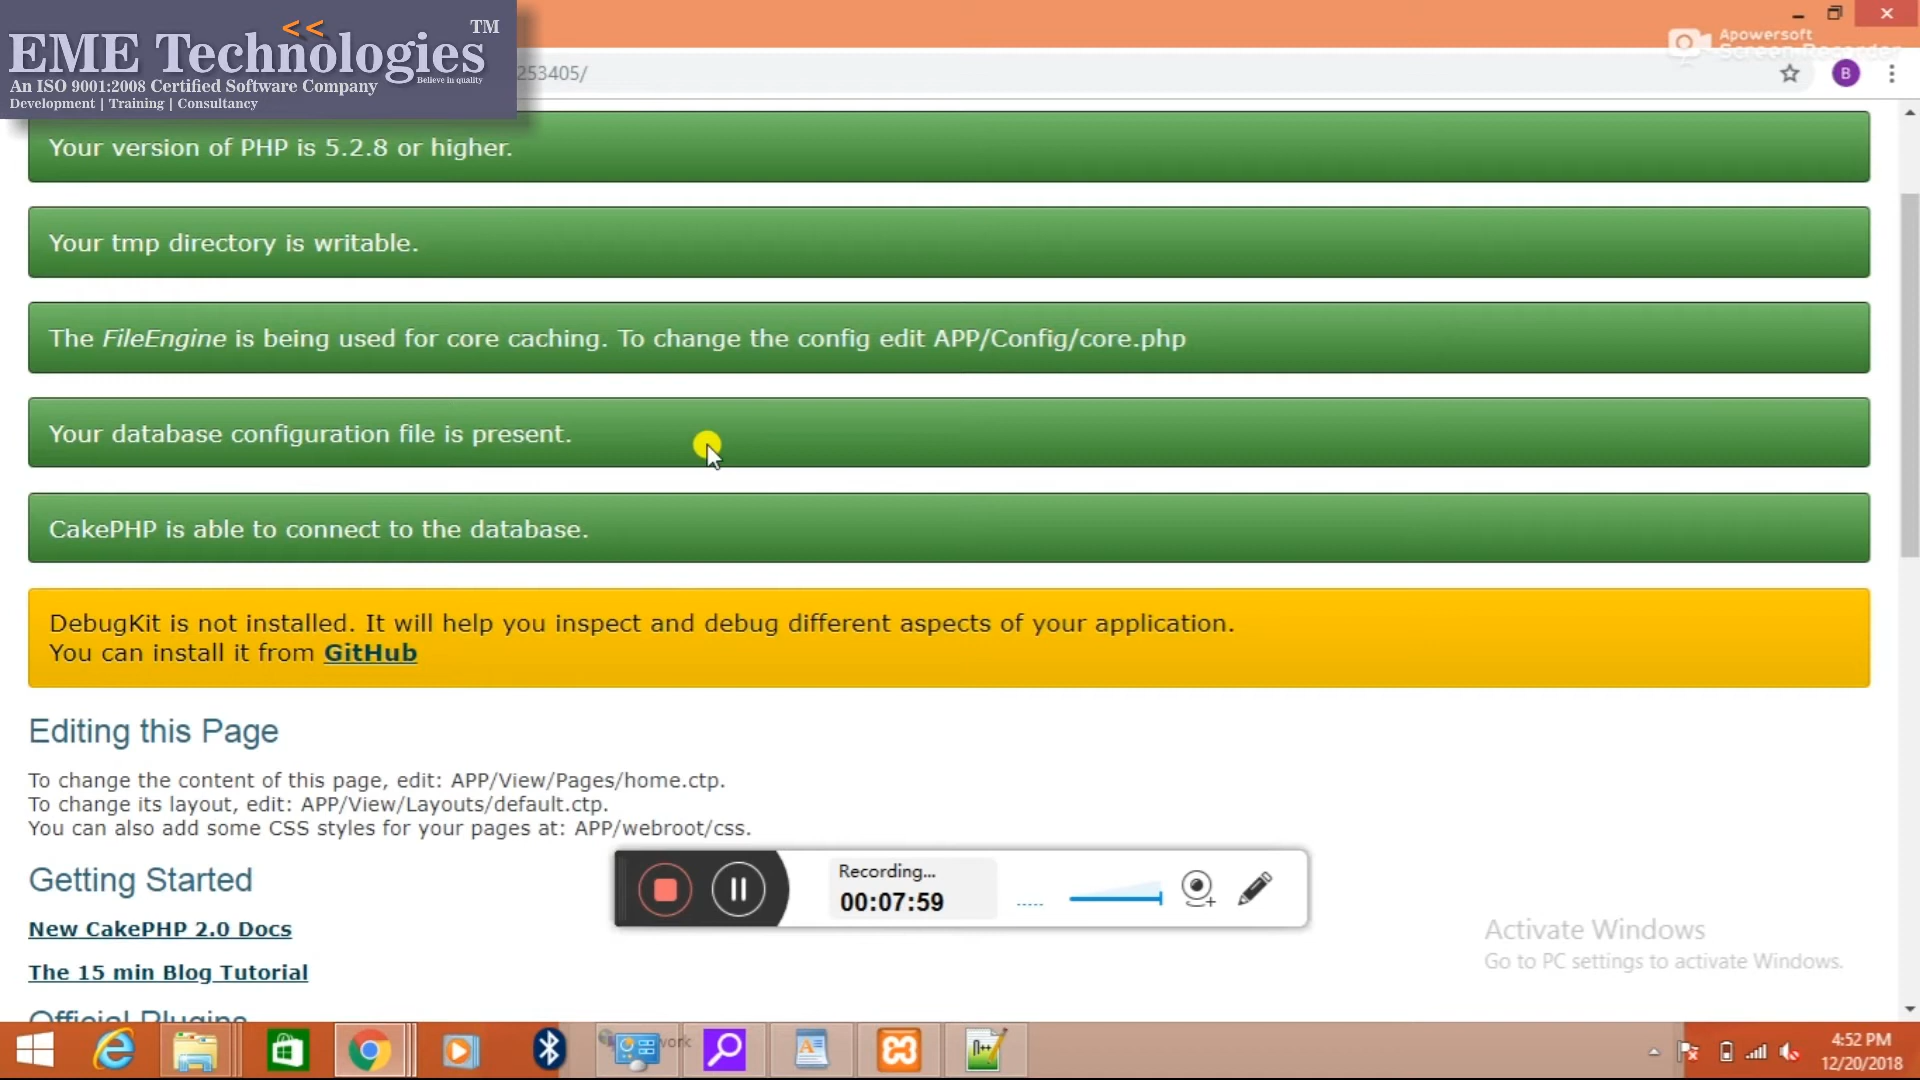 <<
EME Technologies TM
Believe in quality
An ISO 9001:2008 Certified Software Company
Development | Training | Consultancy
253405/
B
Apowersoft
Screen Recorder
Your version of PHP is 5.2.8 or higher.
Your tmp directory is writable.
The FileEngine is being used for core caching. To change the config edit APP/Config/core.php
Your database configuration file is present.
CakePHP is able to connect to the database.
DebugKit is not installed. It will help you inspect and debug different aspects of your application.
You can install it from GitHub
Editing this Page
To change the content of this page, edit: APP/View/Pages/home.ctp.
To change its layout, edit: APP/View/Layouts/default.ctp.
You can also add some CSS styles for your pages at: APP/webroot/css.
Getting Started
New CakePHP 2.0 Docs
The 15 min Blog Tutorial
Official Plugins
Recording...
00:07:59
Activate Windows
Go to PC settings to activate Windows.
4:52 PM
12/20/2018